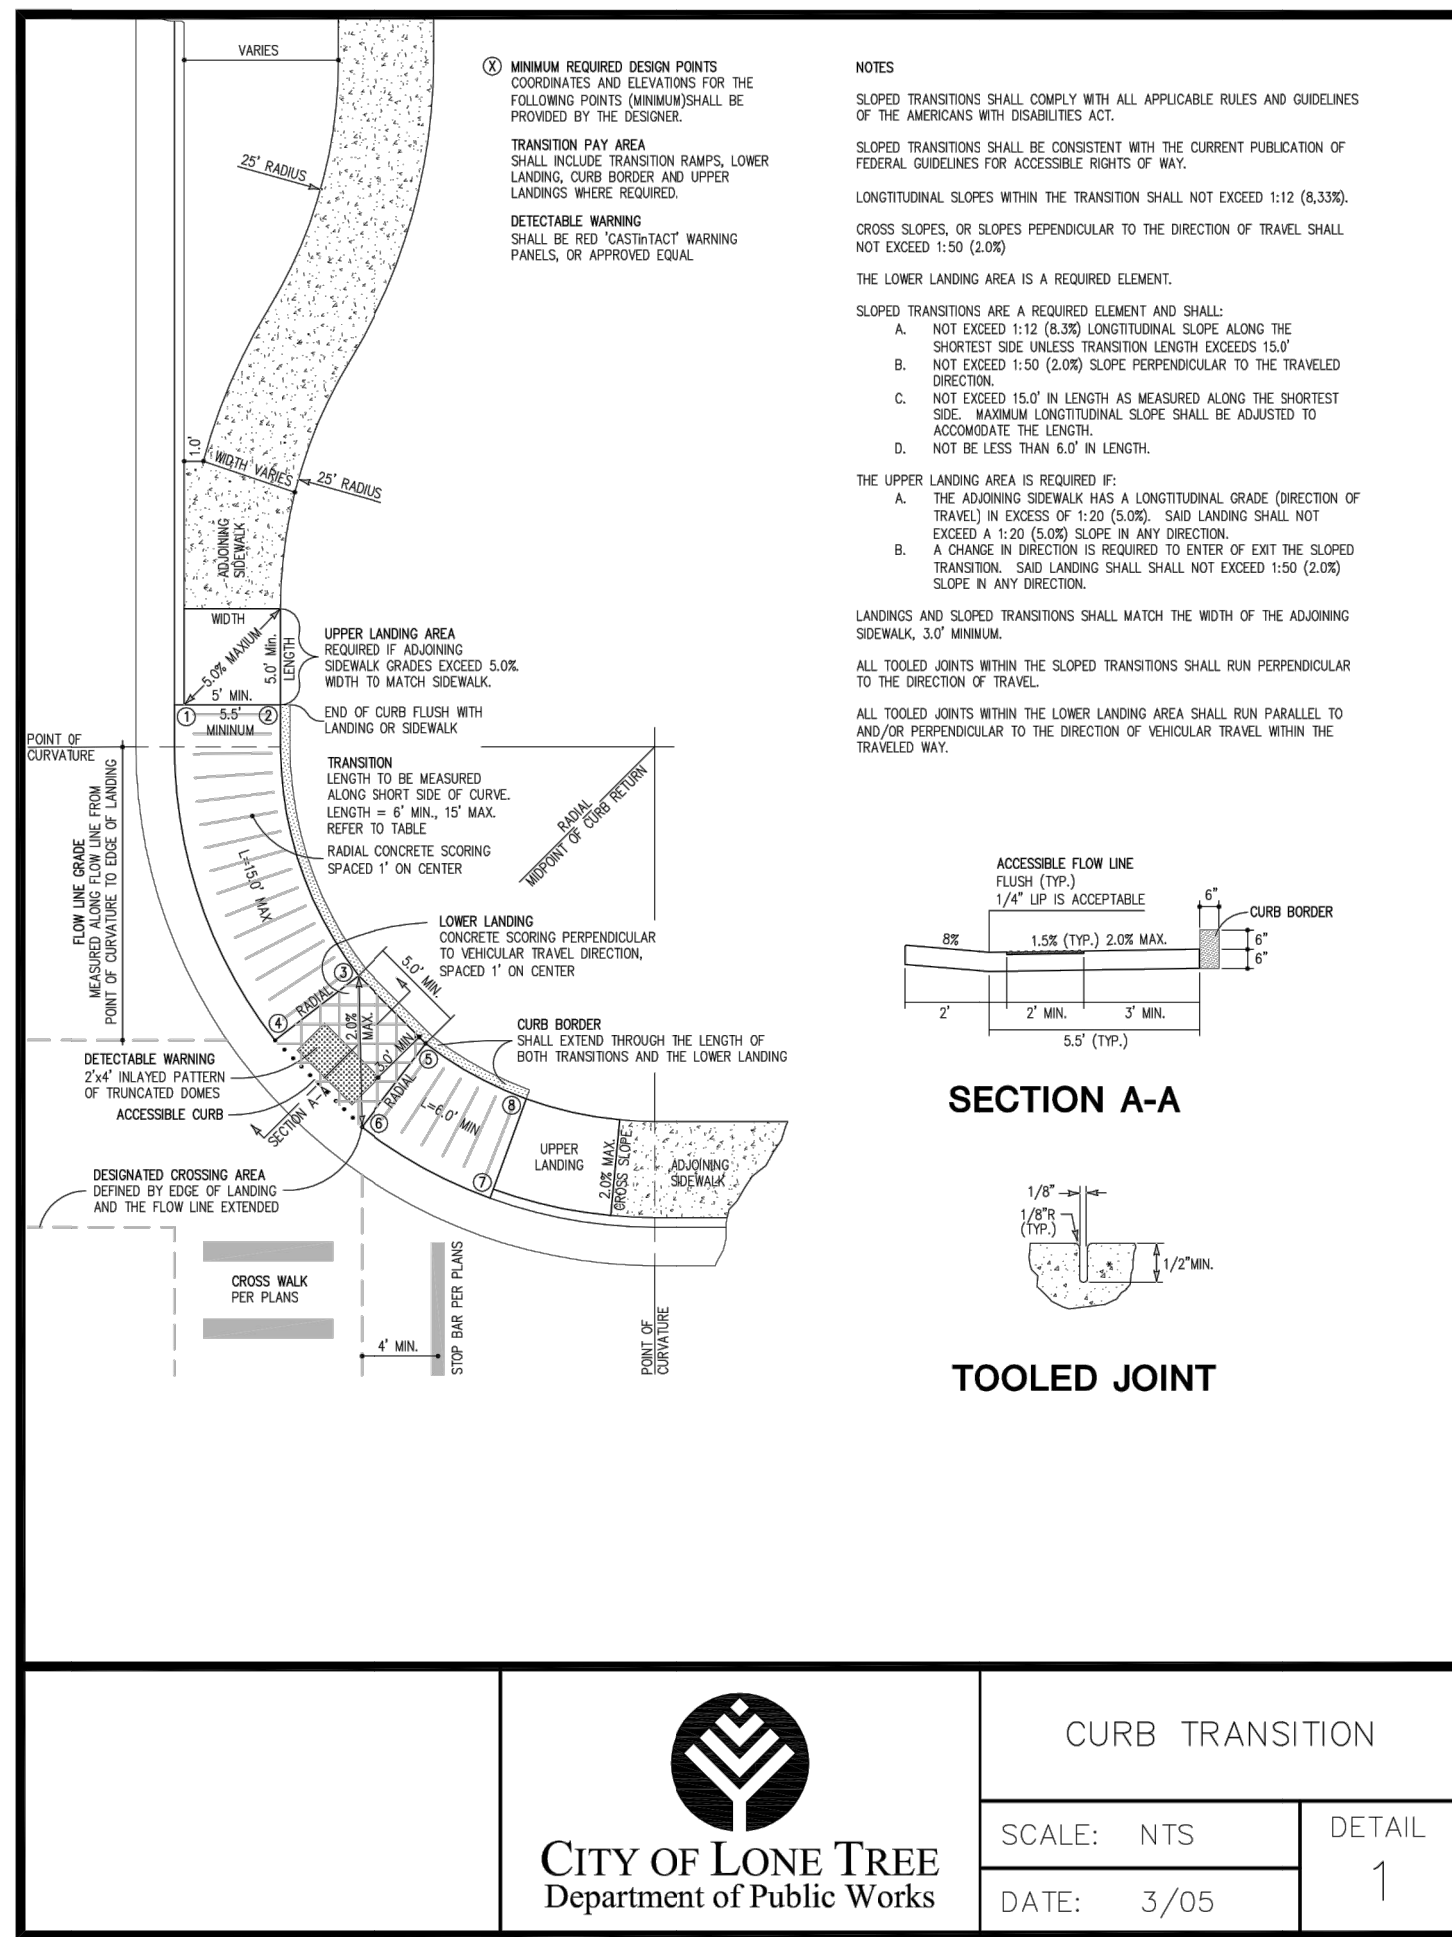 VARIES
25' RADIUS
1.0'
WIDTH VARIES
25' RADIUS
ADJOINING
SIDEWALK
WIDTH
5.0% MAXIUM
5.0' Min.
LENGTH
5' MIN.
1
5.5'
2
MININUM
UPPER LANDING AREA
REQUIRED IF ADJOINING
SIDEWALK GRADES EXCEED 5.0%.
WIDTH TO MATCH SIDEWALK.
END OF CURB FLUSH WITH
LANDING OR SIDEWALK
POINT OF
CURVATURE
FLOW LINE GRADE
MEASURED ALONG FLOW LINE FROM
POINT OF CURVATURE TO EDGE OF LANDING
TRANSITION
LENGTH TO BE MEASURED
ALONG SHORT SIDE OF CURVE.
LENGTH = 6' MIN., 15' MAX.
REFER TO TABLE
RADIAL CONCRETE SCORING
SPACED 1' ON CENTER
L=15.0' MAX
RADIAL
MIDPOINT OF CURB RETURN
LOWER LANDING
CONCRETE SCORING PERPENDICULAR
TO VEHICULAR TRAVEL DIRECTION,
SPACED 1' ON CENTER
3
5.0' MIN.
RADIAL
4
2.0%
MAX.
3.0' MIN.
5
CURB BORDER
SHALL EXTEND THROUGH THE LENGTH OF
BOTH TRANSITIONS AND THE LOWER LANDING
DETECTABLE WARNING
2'x4' INLAYED PATTERN
OF TRUNCATED DOMES
ACCESSIBLE CURB
SECTION A-A
RADIAL
6
L=6.0' MIN
8
7
UPPER
LANDING
2.0% MAX.
CROSS SLOPE
ADJOINING
SIDEWALK
DESIGNATED CROSSING AREA
DEFINED BY EDGE OF LANDING
AND THE FLOW LINE EXTENDED
CROSS WALK
PER PLANS
4' MIN.
STOP BAR PER PLANS
POINT OF
CURVATURE
X MINIMUM REQUIRED DESIGN POINTS
COORDINATES AND ELEVATIONS FOR THE
FOLLOWING POINTS (MINIMUM)SHALL BE
PROVIDED BY THE DESIGNER.
TRANSITION PAY AREA
SHALL INCLUDE TRANSITION RAMPS, LOWER
LANDING, CURB BORDER AND UPPER
LANDINGS WHERE REQUIRED.
DETECTABLE WARNING
SHALL BE RED 'CASTinTACT' WARNING
PANELS, OR APPROVED EQUAL
NOTES
SLOPED TRANSITIONS SHALL COMPLY WITH ALL APPLICABLE RULES AND GUIDELINES
OF THE AMERICANS WITH DISABILITIES ACT.
SLOPED TRANSITIONS SHALL BE CONSISTENT WITH THE CURRENT PUBLICATION OF
FEDERAL GUIDELINES FOR ACCESSIBLE RIGHTS OF WAY.
LONGTITUDINAL SLOPES WITHIN THE TRANSITION SHALL NOT EXCEED 1:12 (8,33%).
CROSS SLOPES, OR SLOPES PEPENDICULAR TO THE DIRECTION OF TRAVEL SHALL
NOT EXCEED 1:50 (2.0%)
THE LOWER LANDING AREA IS A REQUIRED ELEMENT.
SLOPED TRANSITIONS ARE A REQUIRED ELEMENT AND SHALL:
A. NOT EXCEED 1:12 (8.3%) LONGTITUDINAL SLOPE ALONG THE
SHORTEST SIDE UNLESS TRANSITION LENGTH EXCEEDS 15.0'
B. NOT EXCEED 1:50 (2.0%) SLOPE PERPENDICULAR TO THE TRAVELED
DIRECTION.
C. NOT EXCEED 15.0' IN LENGTH AS MEASURED ALONG THE SHORTEST
SIDE. MAXIMUM LONGTITUDINAL SLOPE SHALL BE ADJUSTED TO
ACCOMODATE THE LENGTH.
D. NOT BE LESS THAN 6.0' IN LENGTH.
THE UPPER LANDING AREA IS REQUIRED IF:
A. THE ADJOINING SIDEWALK HAS A LONGTITUDINAL GRADE (DIRECTION OF
TRAVEL) IN EXCESS OF 1:20 (5.0%). SAID LANDING SHALL NOT
EXCEED A 1:20 (5.0%) SLOPE IN ANY DIRECTION.
B. A CHANGE IN DIRECTION IS REQUIRED TO ENTER OF EXIT THE SLOPED
TRANSITION. SAID LANDING SHALL SHALL NOT EXCEED 1:50 (2.0%)
SLOPE IN ANY DIRECTION.
LANDINGS AND SLOPED TRANSITIONS SHALL MATCH THE WIDTH OF THE ADJOINING
SIDEWALK, 3.0' MINIMUM.
ALL TOOLED JOINTS WITHIN THE SLOPED TRANSITIONS SHALL RUN PERPENDICULAR
TO THE DIRECTION OF TRAVEL.
ALL TOOLED JOINTS WITHIN THE LOWER LANDING AREA SHALL RUN PARALLEL TO
AND/OR PERPENDICULAR TO THE DIRECTION OF VEHICULAR TRAVEL WITHIN THE
TRAVELED WAY.
ACCESSIBLE FLOW LINE
FLUSH (TYP.)
1/4" LIP IS ACCEPTABLE
6"
CURB BORDER
8%
1.5% (TYP.) 2.0% MAX.
6"
6"
2'
2' MIN.
3' MIN.
5.5' (TYP.)
SECTION A-A
1/8"
1/8"R
(TYP.)
1/2"MIN.
TOOLED JOINT
CITY OF LONE TREE
Department of Public Works
CURB TRANSITION
SCALE: NTS
DATE: 3/05
DETAIL
1